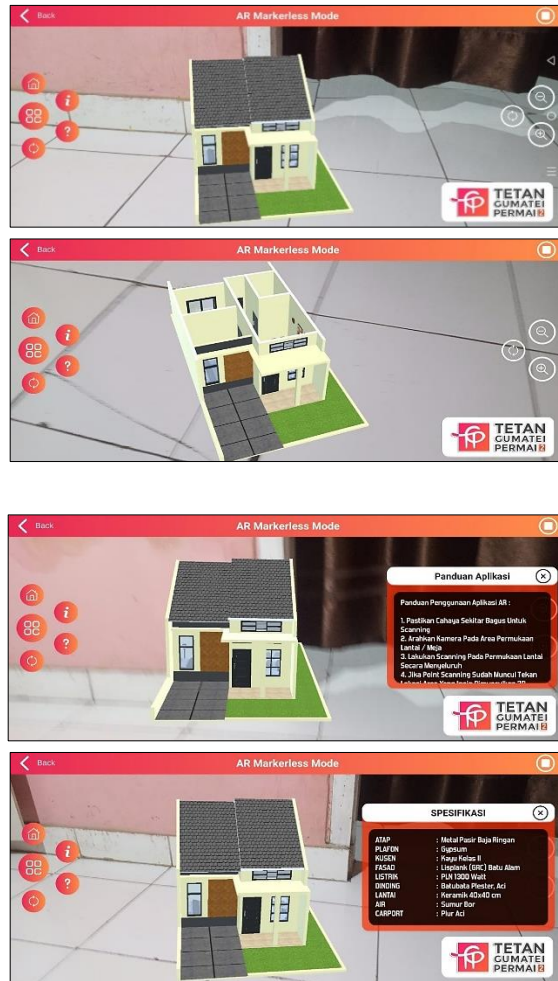 Back
AR Markerless Mode
i
?
TETAN
GUMATEI
PERMAI 2
Back
AR Markerless Mode
i
?
TETAN
GUMATEI
PERMAI 2
Back
AR Markerless Mode
i
?
Panduan Aplikasi
Panduan Penggunaan Aplikasi AR :
1. Pastikan Cahaya Sekitar Bagus Untuk
Scanning
2. Arahkan Kamera Pada Area Permukaan
Lantai / Meja
3. Lakukan Scanning Pada Permukaan Lantai
Secara Menyeluruh
4. Jika Point Scanning Sudah Muncul Tekan
TETAN
GUMATEI
PERMAI 2
Back
AR Markerless Mode
i
?
SPESIFIKASI
ATAP : Metal Pasir Baja Ringan
PLAFON : Gypsum
KUSEN : Kayu Kelas II
FASAD : Lisplank (GRC) Batu Alam
LISTRIK : PLN 1300 Watt
DINDING : Batubata Plester, Aci
LANTAI : Keramik 40x40 cm
AIR : Sumur Bor
CARPORT : Plur Aci
TETAN
GUMATEI
PERMAI 2